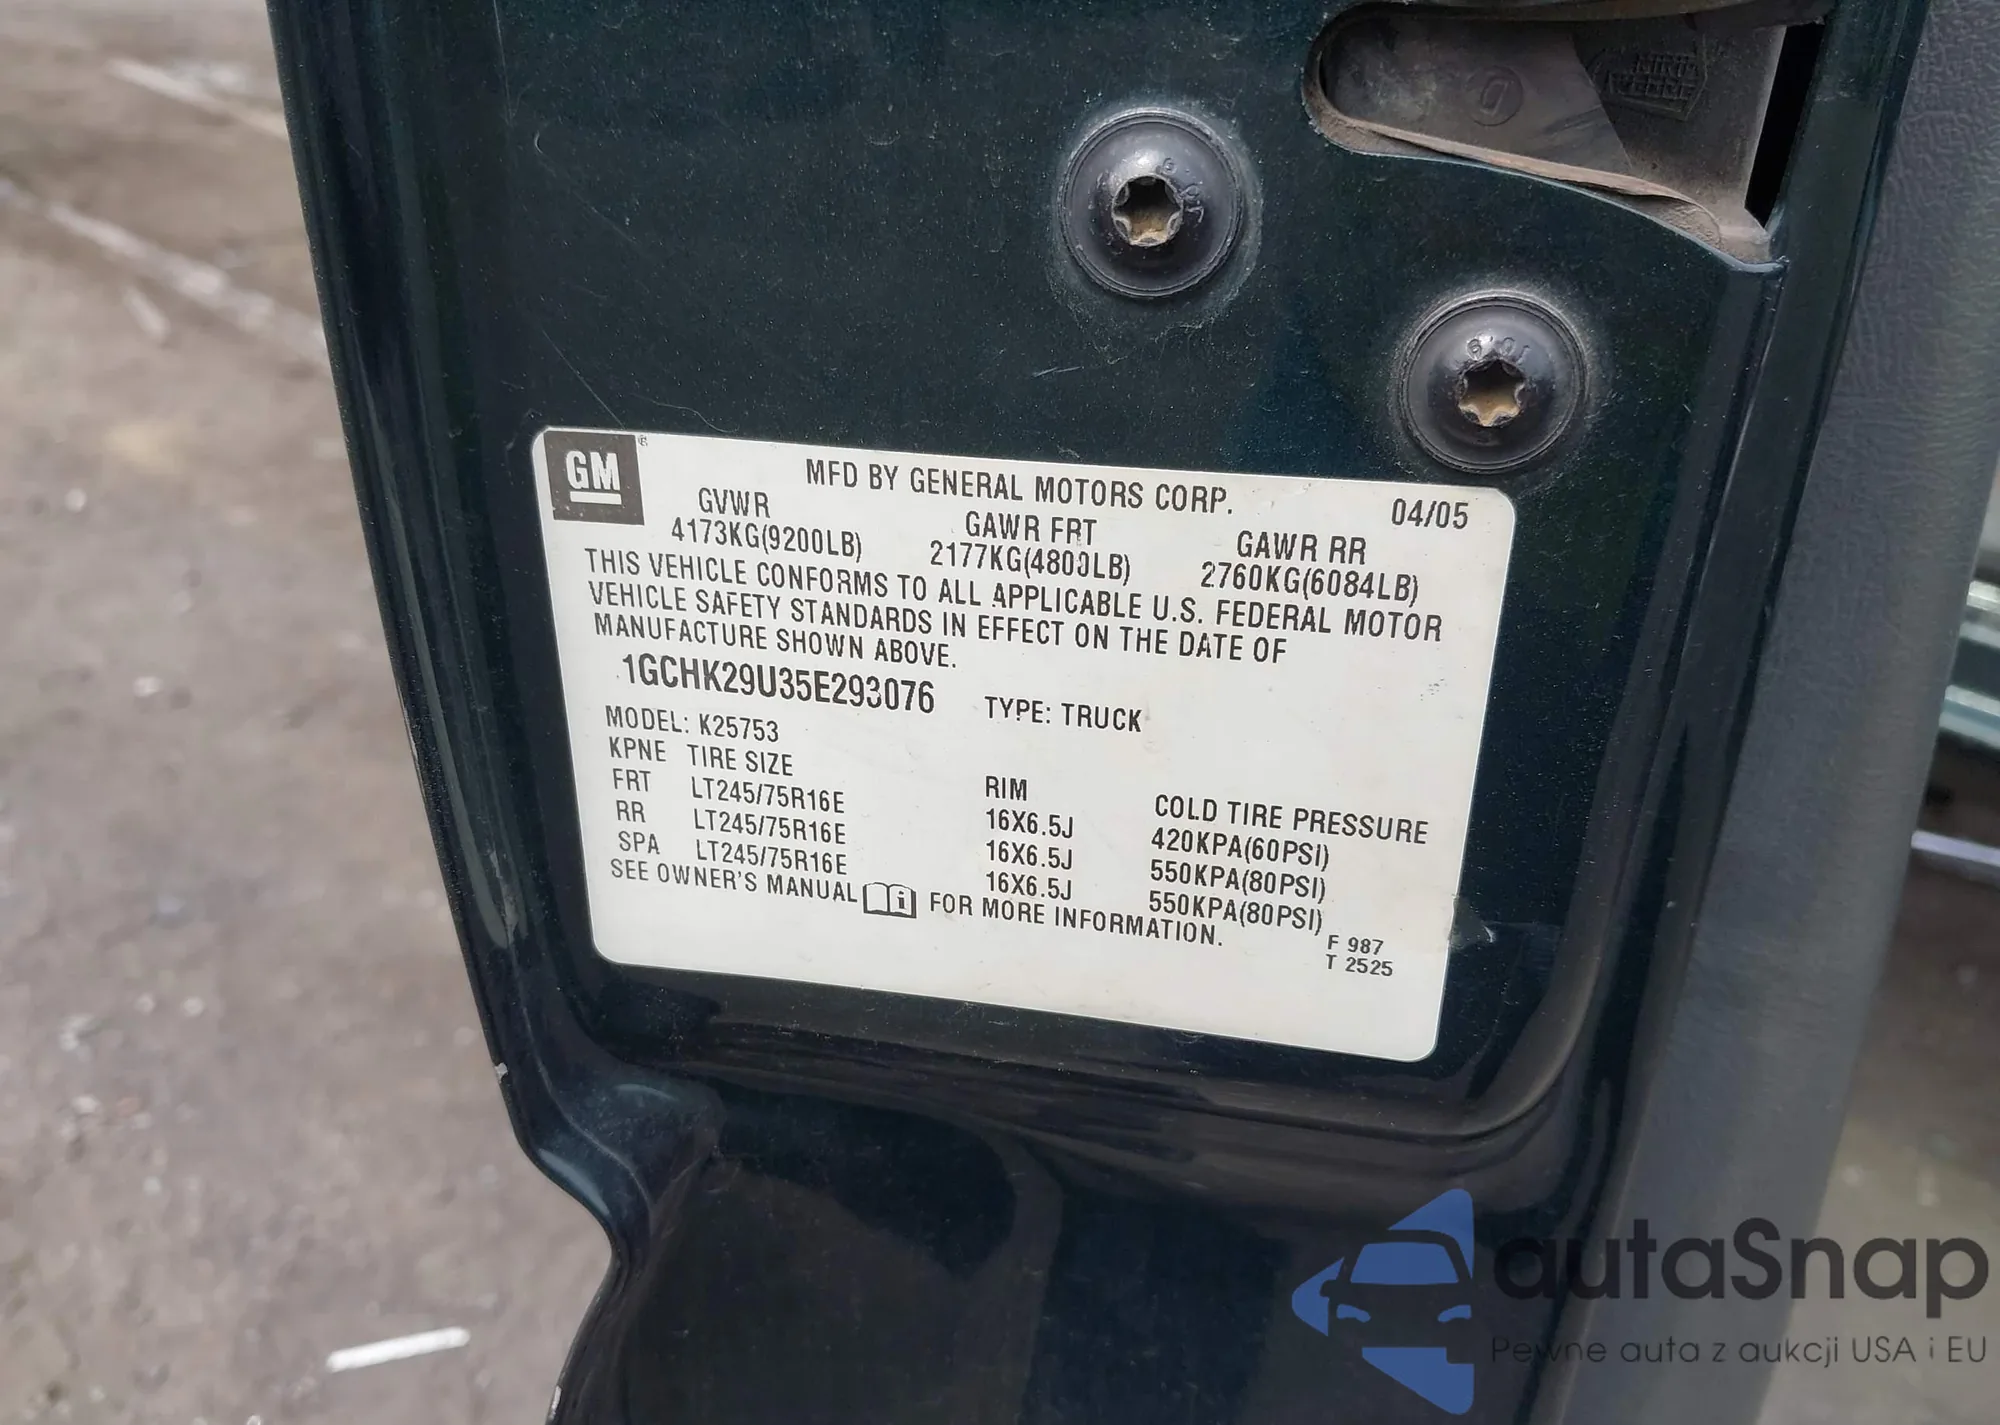 GM
MFD BY GENERAL MOTORS CORP. 04/05
GVWR GAWR FRT GAWR RR
4173KG(9200LB) 2177KG(4800LB) 2760KG(6084LB)
THIS VEHICLE CONFORMS TO ALL APPLICABLE U.S. FEDERAL MOTOR
VEHICLE SAFETY STANDARDS IN EFFECT ON THE DATE OF
MANUFACTURE SHOWN ABOVE.
1GCHK29U35E293076 TYPE: TRUCK
MODEL: K25753
KPNE TIRE SIZE RIM COLD TIRE PRESSURE
FRT LT245/75R16E 16X6.5J 420KPA(60PSI)
RR LT245/75R16E 16X6.5J 550KPA(80PSI)
SPA LT245/75R16E 16X6.5J 550KPA(80PSI)
SEE OWNER'S MANUAL FOR MORE INFORMATION.
F 987
T 2525
autaSnap
Pewne auta z aukcji USA i EU